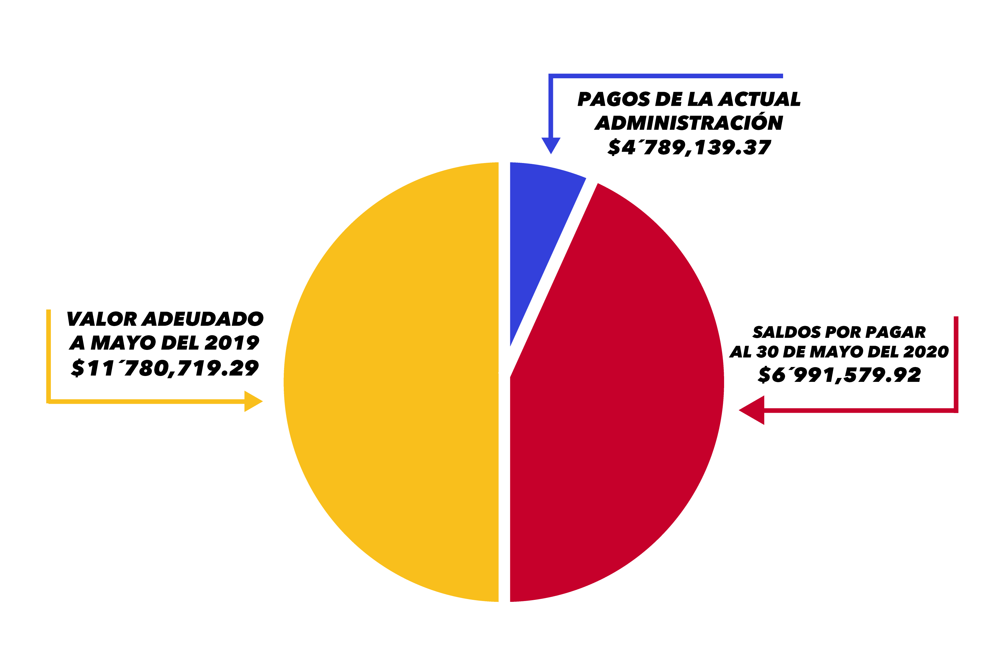 PAGOS DE LA ACTUAL
ADMINISTRACIÓN
$4´789,139.37
VALOR ADEUDADO
A MAYO DEL 2019
$11´780,719.29
SALDOS POR PAGAR
AL 30 DE MAYO DEL 2020
$6´991,579.92